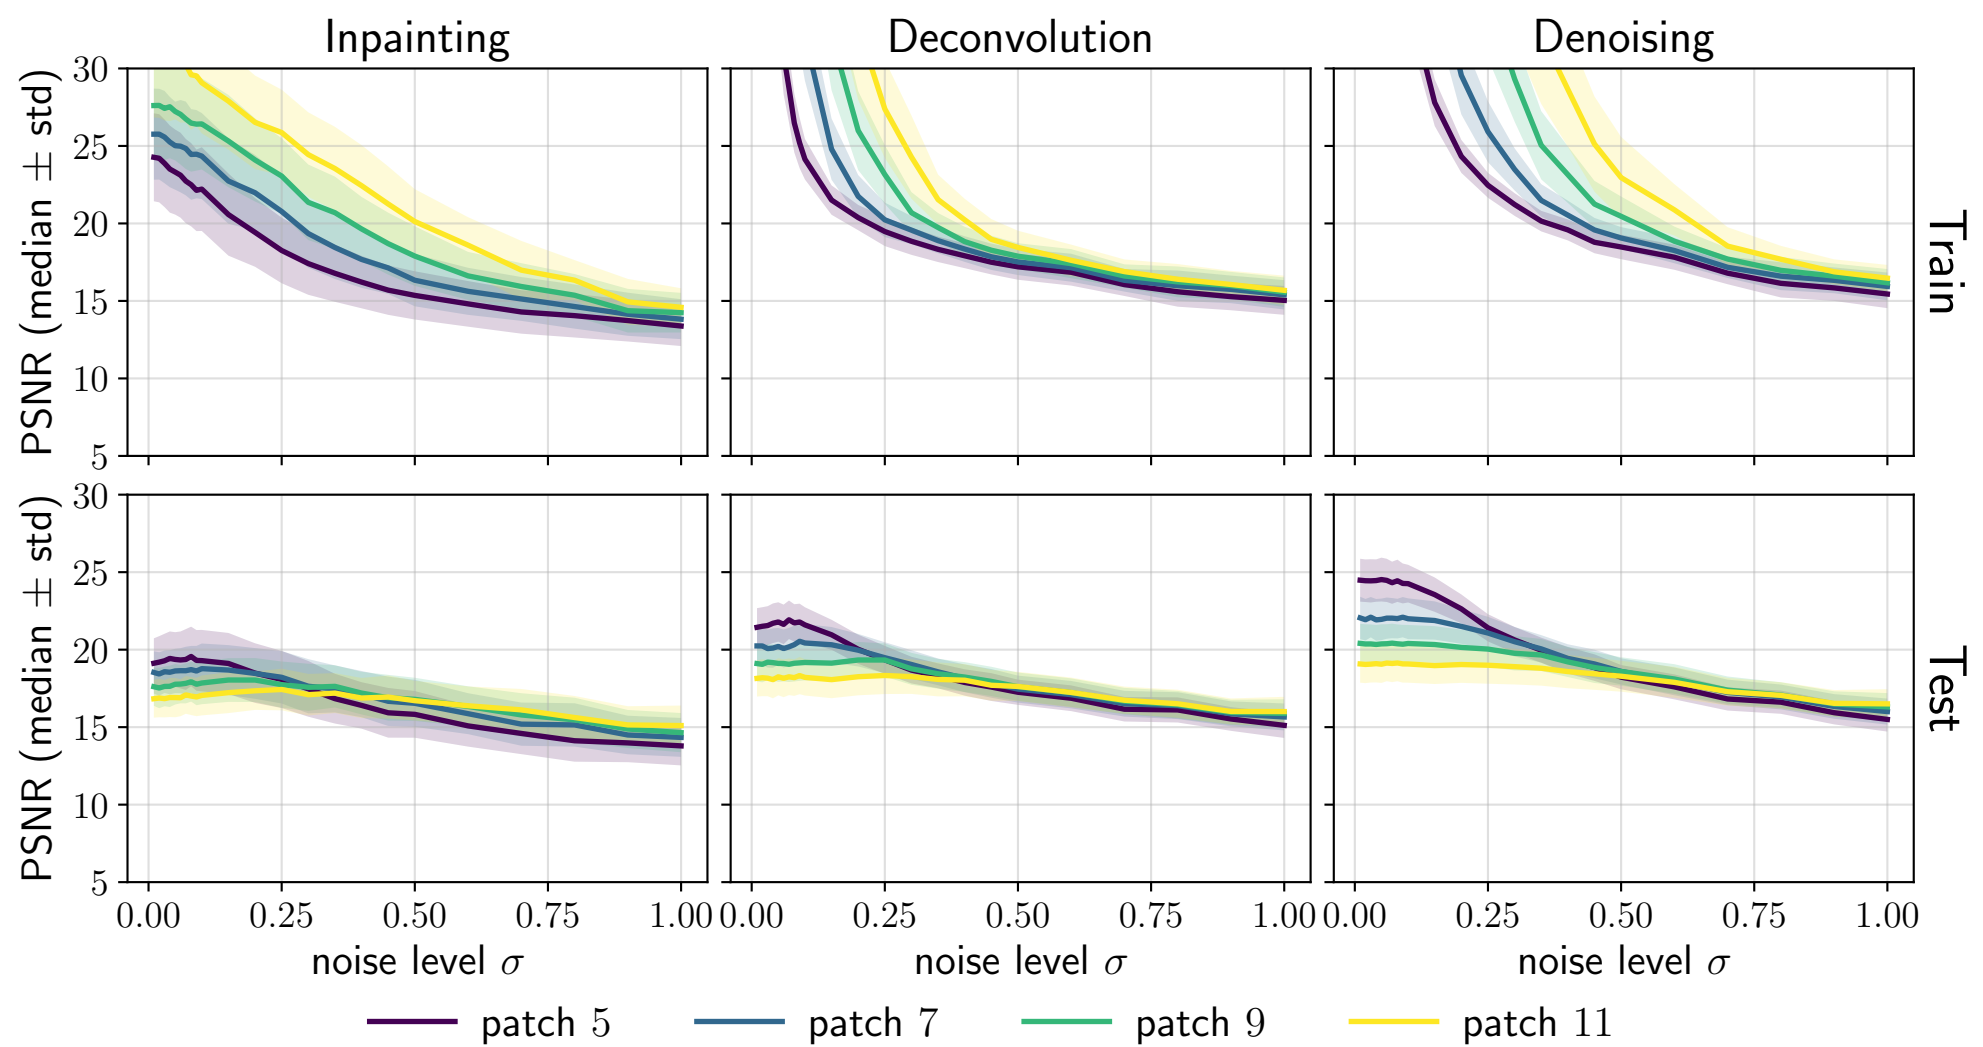 Inpainting Deconvolution Denoising
PSNR (median ± std)
30
25
20
15
10
5
Train
PSNR (median ± std)
30
25
20
15
10
5
Test
0.00 0.25 0.50 0.75 1.00 0.00 0.25 0.50 0.75 1.00 0.00 0.25 0.50 0.75 1.00
noise level σ noise level σ noise level σ
patch 5 patch 7 patch 9 patch 11